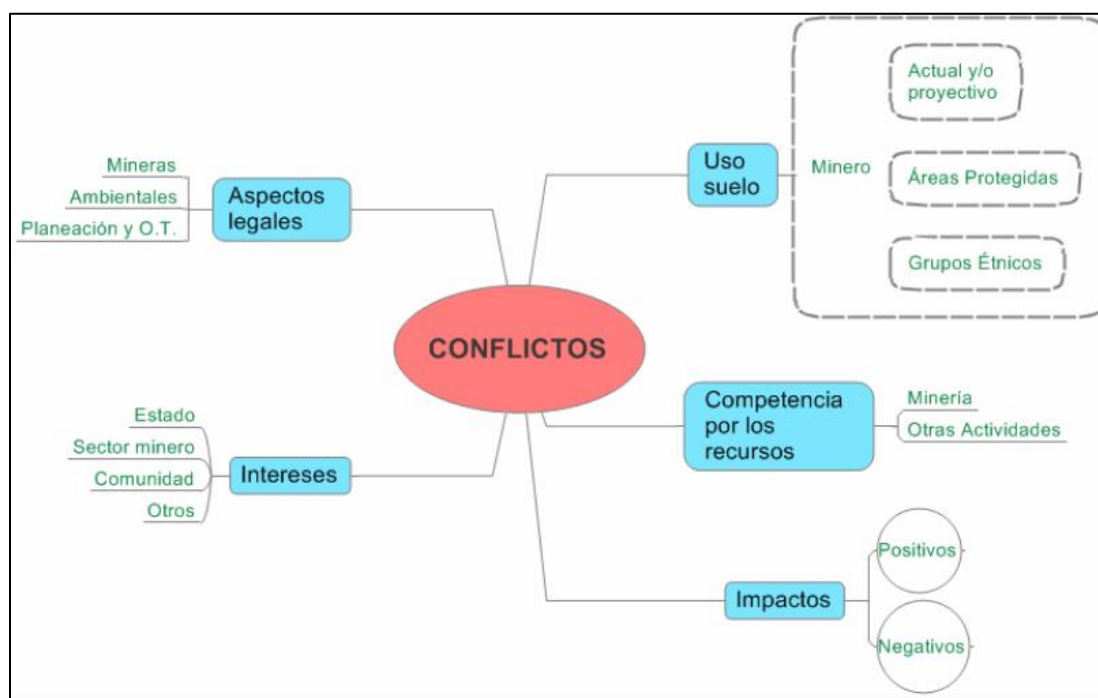 CONFLICTOS
Aspectos
legales
Mineras
Ambientales
Planeación y O.T.
Intereses
Estado
Sector minero
Comunidad
Otros
Uso
suelo
Minero
Actual y/o
proyectivo
Áreas Protegidas
Grupos Étnicos
Competencia
por los
recursos
Minería
Otras Actividades
Impactos
Positivos
Negativos